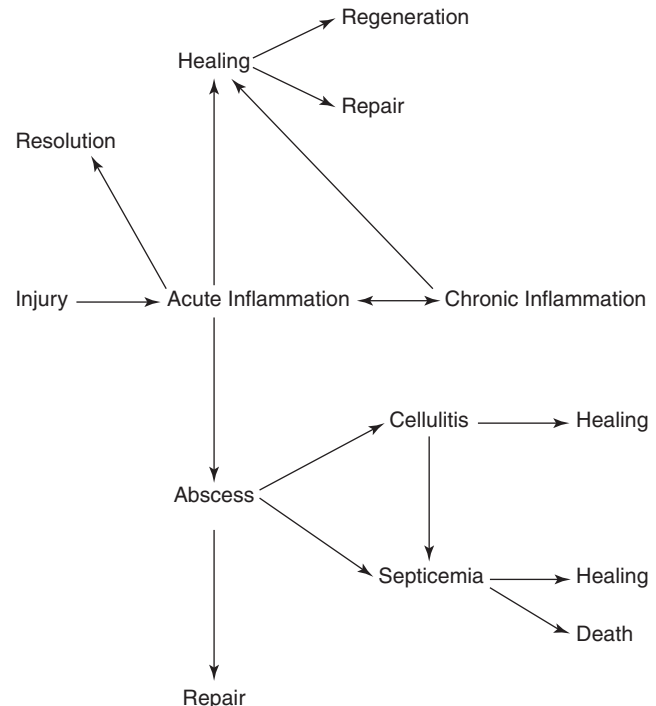 Regeneration
Healing
Repair
Resolution
Injury
Acute Inflammation
Chronic Inflammation
Cellulitis
Healing
Abscess
Septicemia
Healing
Death
Repair